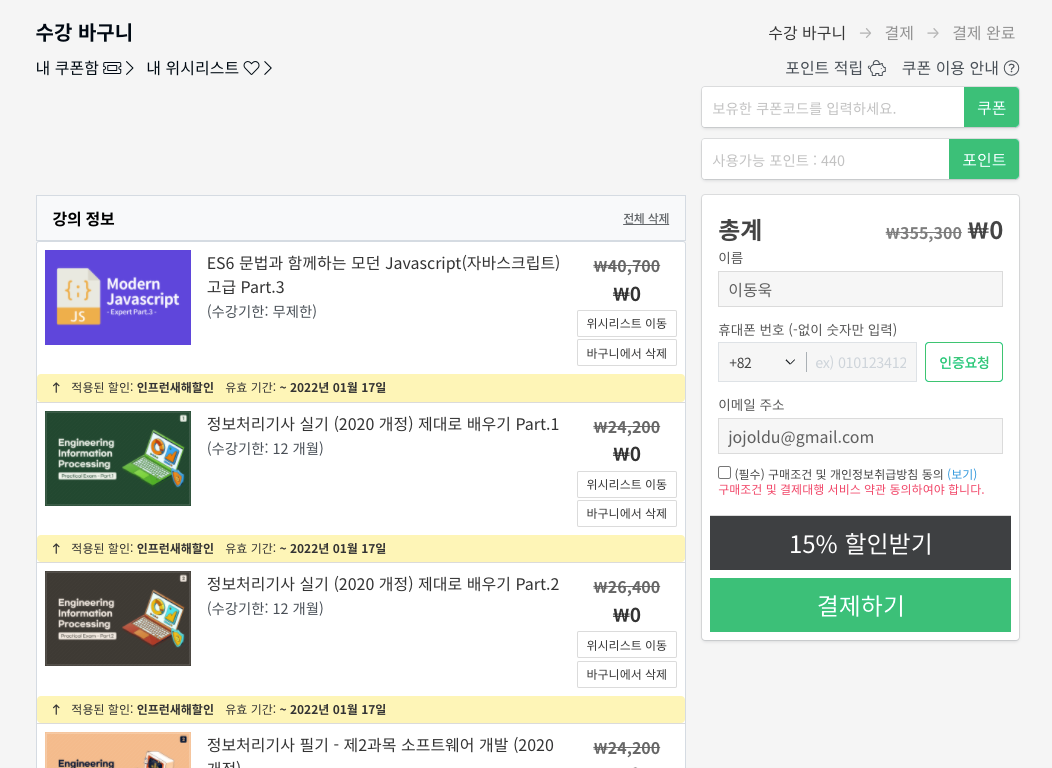 수강 바구니
수강 바구니 → 결제 → 결제 완료
내 쿠폰함 내 위시리스트
포인트 적립 쿠폰 이용 안내
보유한 쿠폰코드를 입력하세요. 쿠폰
사용가능 포인트 : 440 포인트
강의 정보 전체 삭제
Modern
Javascript
- Expert Part.3 -
JS
ES6 문법과 함께하는 모던 Javascript(자바스크립트)
고급 Part.3
(수강기한: 무제한)
₩40,700
₩0
위시리스트 이동
바구니에서 삭제
↑ 적용된 할인: 인프런새해할인 유효 기간: ~ 2022년 01월 17일
Engineering
Information
Processing
Practical Exam - Part.1
정보처리기사 실기 (2020 개정) 제대로 배우기 Part.1
(수강기한: 12 개월)
₩24,200
₩0
위시리스트 이동
바구니에서 삭제
↑ 적용된 할인: 인프런새해할인 유효 기간: ~ 2022년 01월 17일
Engineering
Information
Processing
Practical Exam - Part.2
정보처리기사 실기 (2020 개정) 제대로 배우기 Part.2
(수강기한: 12 개월)
₩26,400
₩0
위시리스트 이동
바구니에서 삭제
↑ 적용된 할인: 인프런새해할인 유효 기간: ~ 2022년 01월 17일
Engineering
정보처리기사 필기 - 제2과목 소프트웨어 개발 (2020
개정)
₩24,200
총계 ₩355,300 ₩0
이름
이동욱
휴대폰 번호 (-없이 숫자만 입력)
+82 ex) 010123412 인증요청
이메일 주소
jojoldu@gmail.com
(필수) 구매조건 및 개인정보취급방침 동의 (보기)
구매조건 및 결제대행 서비스 약관 동의하여야 합니다.
15% 할인받기
결제하기